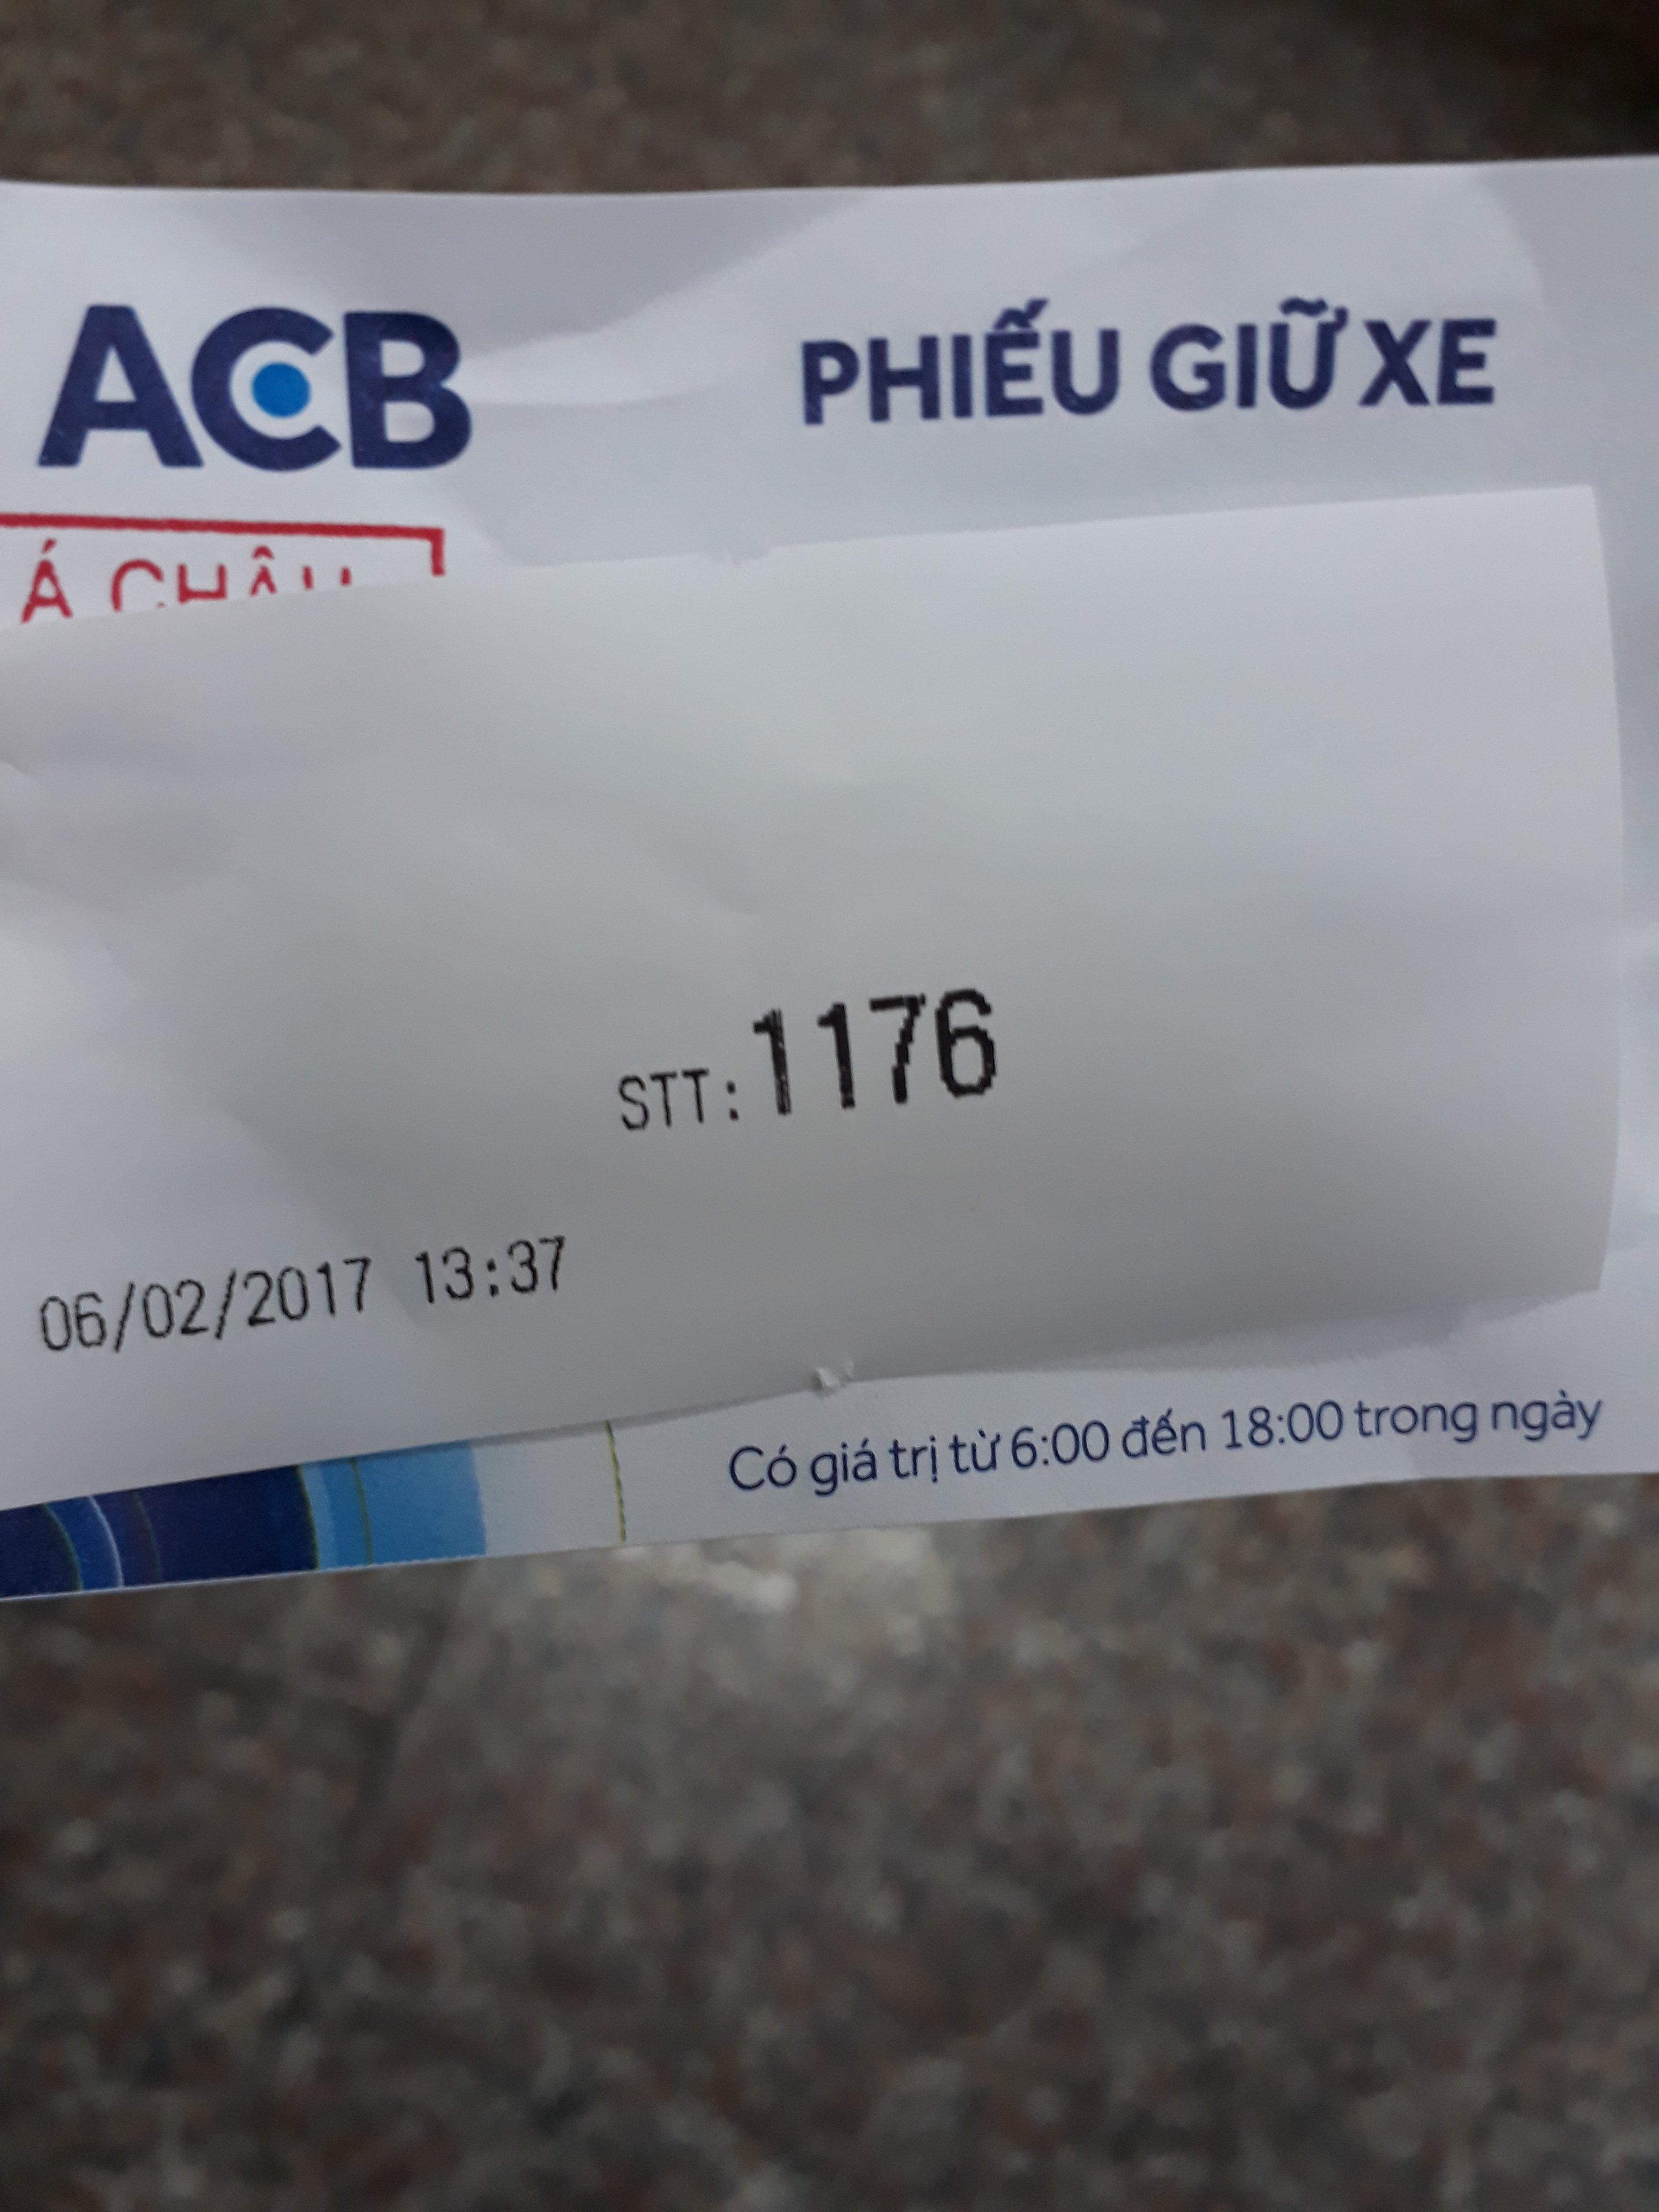 ACB
PHIẾU GIỮ XE
Á CHÂU
STT:1176
06/02/2017 13:37
Có giá trị từ 6:00 đến 18:00 trong ngày